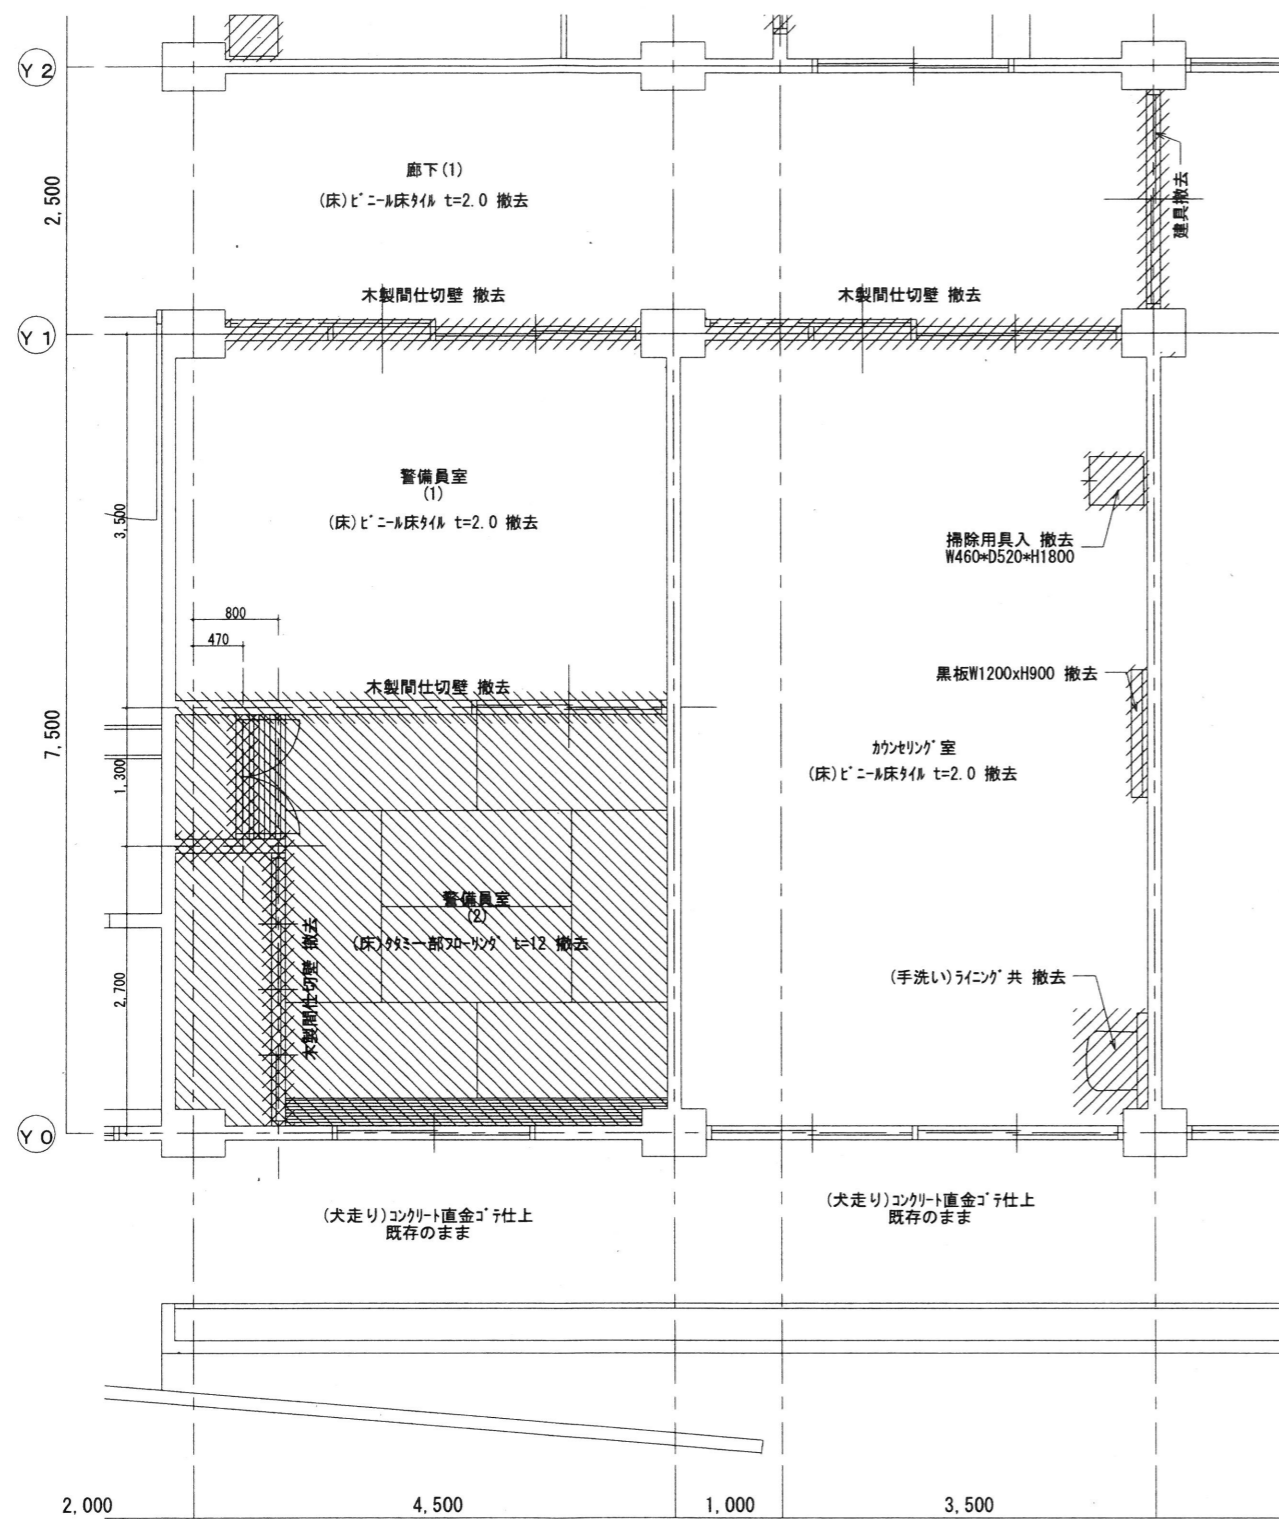 Y2
2,500
廊下(1)
(床)ﾋﾞﾆｰﾙ床ﾀｲﾙ t=2.0 撤去
建具撤去
木製間仕切壁 撤去
木製間仕切壁 撤去
Y1
警備員室
(1)
(床)ﾋﾞﾆｰﾙ床ﾀｲﾙ t=2.0 撤去
3,500
掃除用具入 撤去
W460*D520*H1800
800
470
木製間仕切壁 撤去
黒板W1200xH900 撤去
7,500
1,300
ｶｳﾝｾﾘﾝｸﾞ室
(床)ﾋﾞﾆｰﾙ床ﾀｲﾙ t=2.0 撤去
警備員室
(2)
(床)ﾀﾀﾐ一部ﾌﾛｰﾘﾝｸﾞ t=12 撤去
木製間仕切壁 撤去
2,700
(手洗い)ﾗｲﾆﾝｸﾞ共 撤去
Y0
(犬走り)ｺﾝｸﾘｰﾄ直金ｺﾞﾃ仕上
既存のまま
(犬走り)ｺﾝｸﾘｰﾄ直金ｺﾞﾃ仕上
既存のまま
2,000
4,500
1,000
3,500